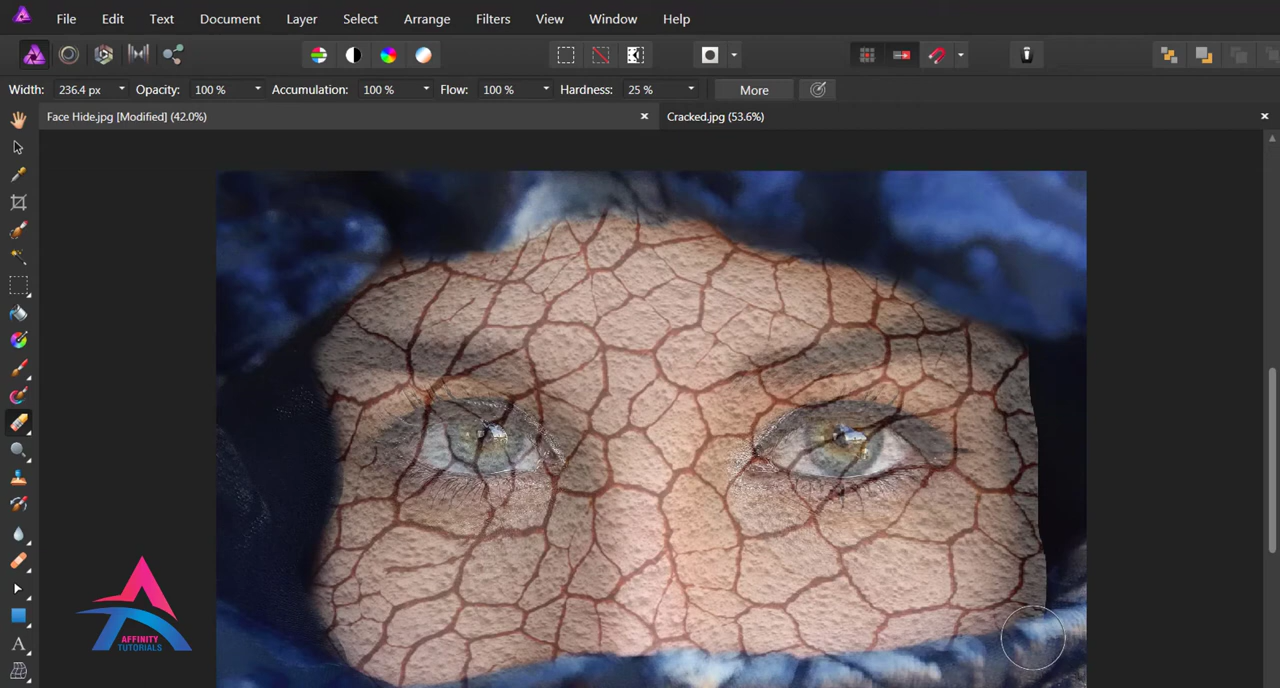 File Edit Text Document Layer Select Arrange Filters View Window Help
Width: 236.4 px Opacity: 100 % Accumulation: 100 % Flow: 100 % Hardness: 25 % More
Face Hide.jpg [Modified] (42.0%) Cracked.jpg (53.6%)
AFFINITY
TUTORIALS